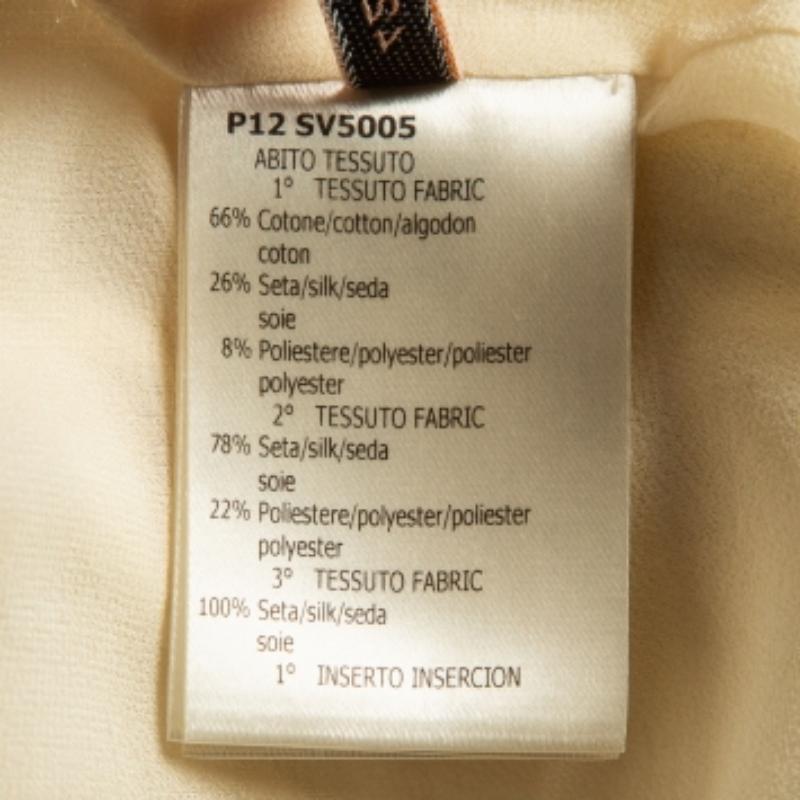 P12 SV5005
ABITO TESSUTO
1° TESSUTO FABRIC
66% Cotone/cotton/algodon
coton
26% Seta/silk/seda
soie
8% Poliestere/polyester/poliester
polyester
2° TESSUTO FABRIC
78% Seta/silk/seda
soie
22% Poliestere/polyester/poliester
polyester
3° TESSUTO FABRIC
100% Seta/silk/seda
soie
1° INSERTO INSERCION